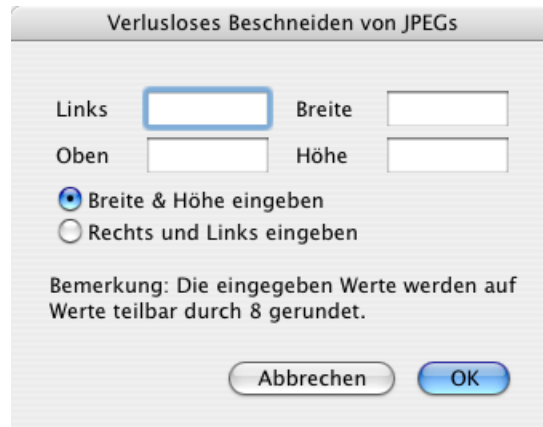 Verlusloses Beschneiden von JPEGs
Links Breite
Oben Höhe
Breite & Höhe eingeben
Rechts und Links eingeben
Bemerkung: Die eingegeben Werte werden auf
Werte teilbar durch 8 gerundet.
Abbrechen OK